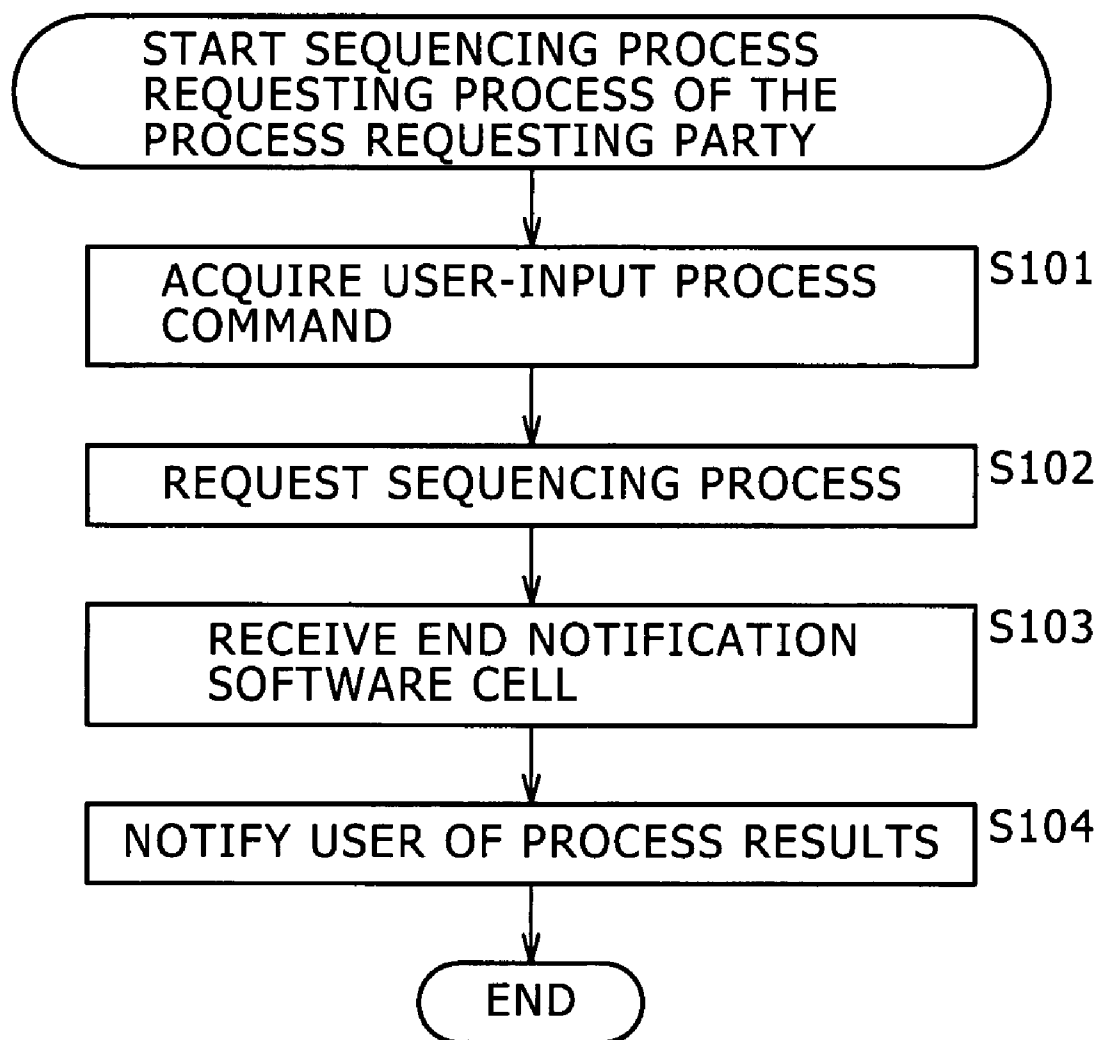 START SEQUENCING PROCESS
REQUESTING PROCESS OF THE
PROCESS REQUESTING PARTY
ACQUIRE USER-INPUT PROCESS
COMMAND
S101
REQUEST SEQUENCING PROCESS
S102
RECEIVE END NOTIFICATION
SOFTWARE CELL
S103
NOTIFY USER OF PROCESS RESULTS
S104
END